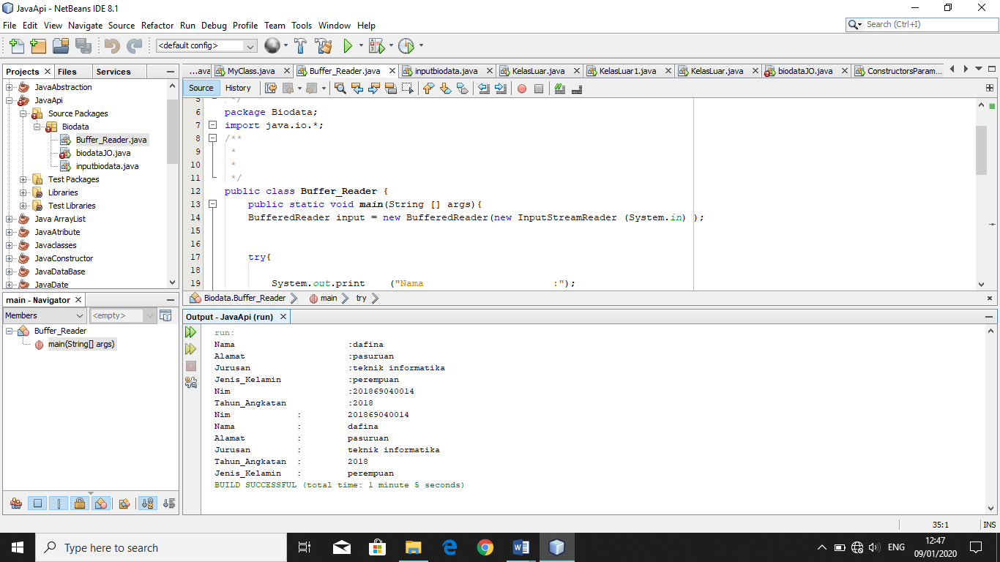 JavaApi - NetBeans IDE 8.1
File Edit View Navigate Source Refactor Run Debug Profile Team Tools Window Help
Search (Ctrl+I)
<default config>
Projects Files Services
JavaAbstraction
JavaApi
Source Packages
Biodata
Buffer_Reader.java
biodataJO.java
inputbiodata.java
Test Packages
Libraries
Test Libraries
Java ArrayList
JavaAtribute
Javaclasses
JavaConstructor
JavaDataBase
JavaDate
main - Navigator
Members <empty>
Buffer_Reader
main(String[] args)
...ava MyClass.java Buffer_Reader.java inputbiodata.java KelasLuar.java KelasLuar1.java KelasLuar.java biodataJO.java ConstructorsParam...
Source History
5 */
6 package Biodata;
7 import java.io.*;
8 /**
9 *
10 *
11 */
12 public class Buffer_Reader {
13 public static void main(String [] args){
14 BufferedReader input = new BufferedReader(new InputStreamReader (System.in) );
15
16
17 try{
18
19 System.out.print ("Nama :");
Biodata.Buffer_Reader main try
Output - JavaApi (run)
run:
Nama :dafina
Alamat :pasuruan
Jurusan :teknik informatika
Jenis_Kelamin :perempuan
Nim :201869040014
Tahun_Angkatan :2018
Nim : 201869040014
Nama : dafina
Alamat : pasuruan
Jurusan : teknik informatika
Tahun_Angkatan : 2018
Jenis_Kelamin : perempuan
BUILD SUCCESSFUL (total time: 1 minute 5 seconds)
35:1 INS
Type here to search
ENG
12:47
09/01/2020